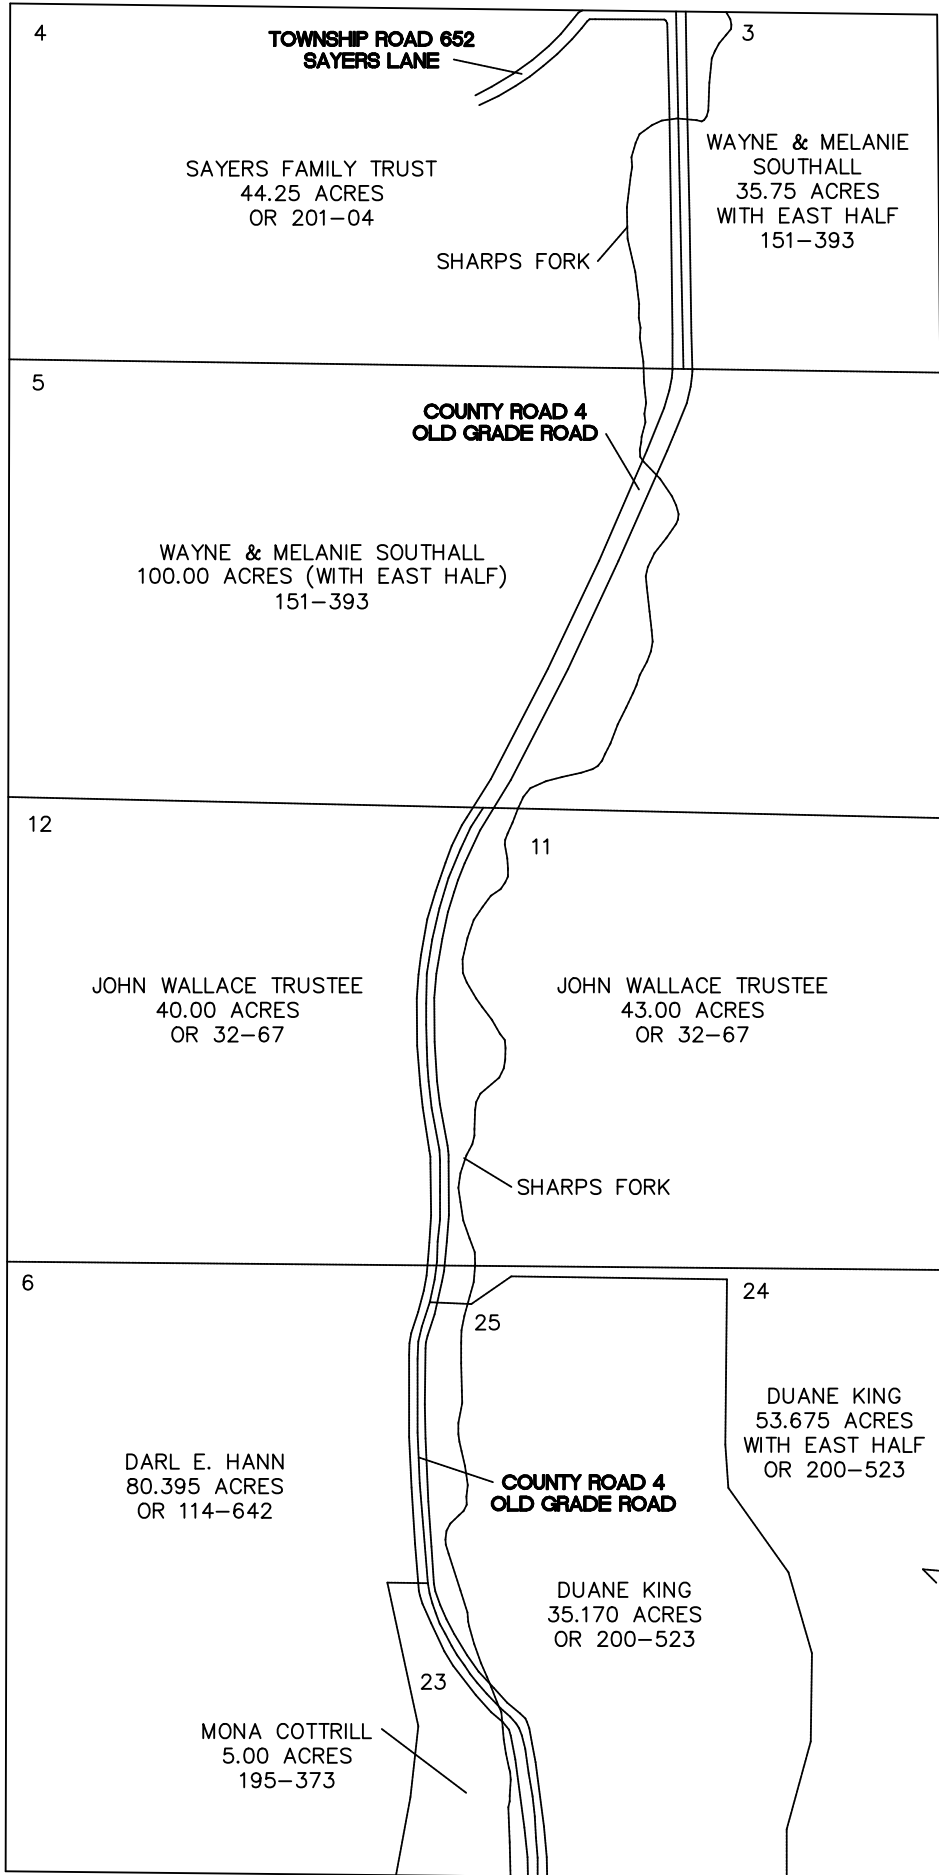 4
TOWNSHIP ROAD 652
SAYERS LANE
3
SAYERS FAMILY TRUST
44.25 ACRES
OR 201-04
WAYNE & MELANIE
SOUTHALL
35.75 ACRES
WITH EAST HALF
151-393
SHARPS FORK
5
COUNTY ROAD 4
OLD GRADE ROAD
WAYNE & MELANIE SOUTHALL
100.00 ACRES (WITH EAST HALF)
151-393
12
11
JOHN WALLACE TRUSTEE
40.00 ACRES
OR 32-67
JOHN WALLACE TRUSTEE
43.00 ACRES
OR 32-67
SHARPS FORK
6
24
25
DUANE KING
53.675 ACRES
WITH EAST HALF
OR 200-523
DARL E. HANN
80.395 ACRES
OR 114-642
COUNTY ROAD 4
OLD GRADE ROAD
DUANE KING
35.170 ACRES
OR 200-523
23
MONA COTTRILL
5.00 ACRES
195-373